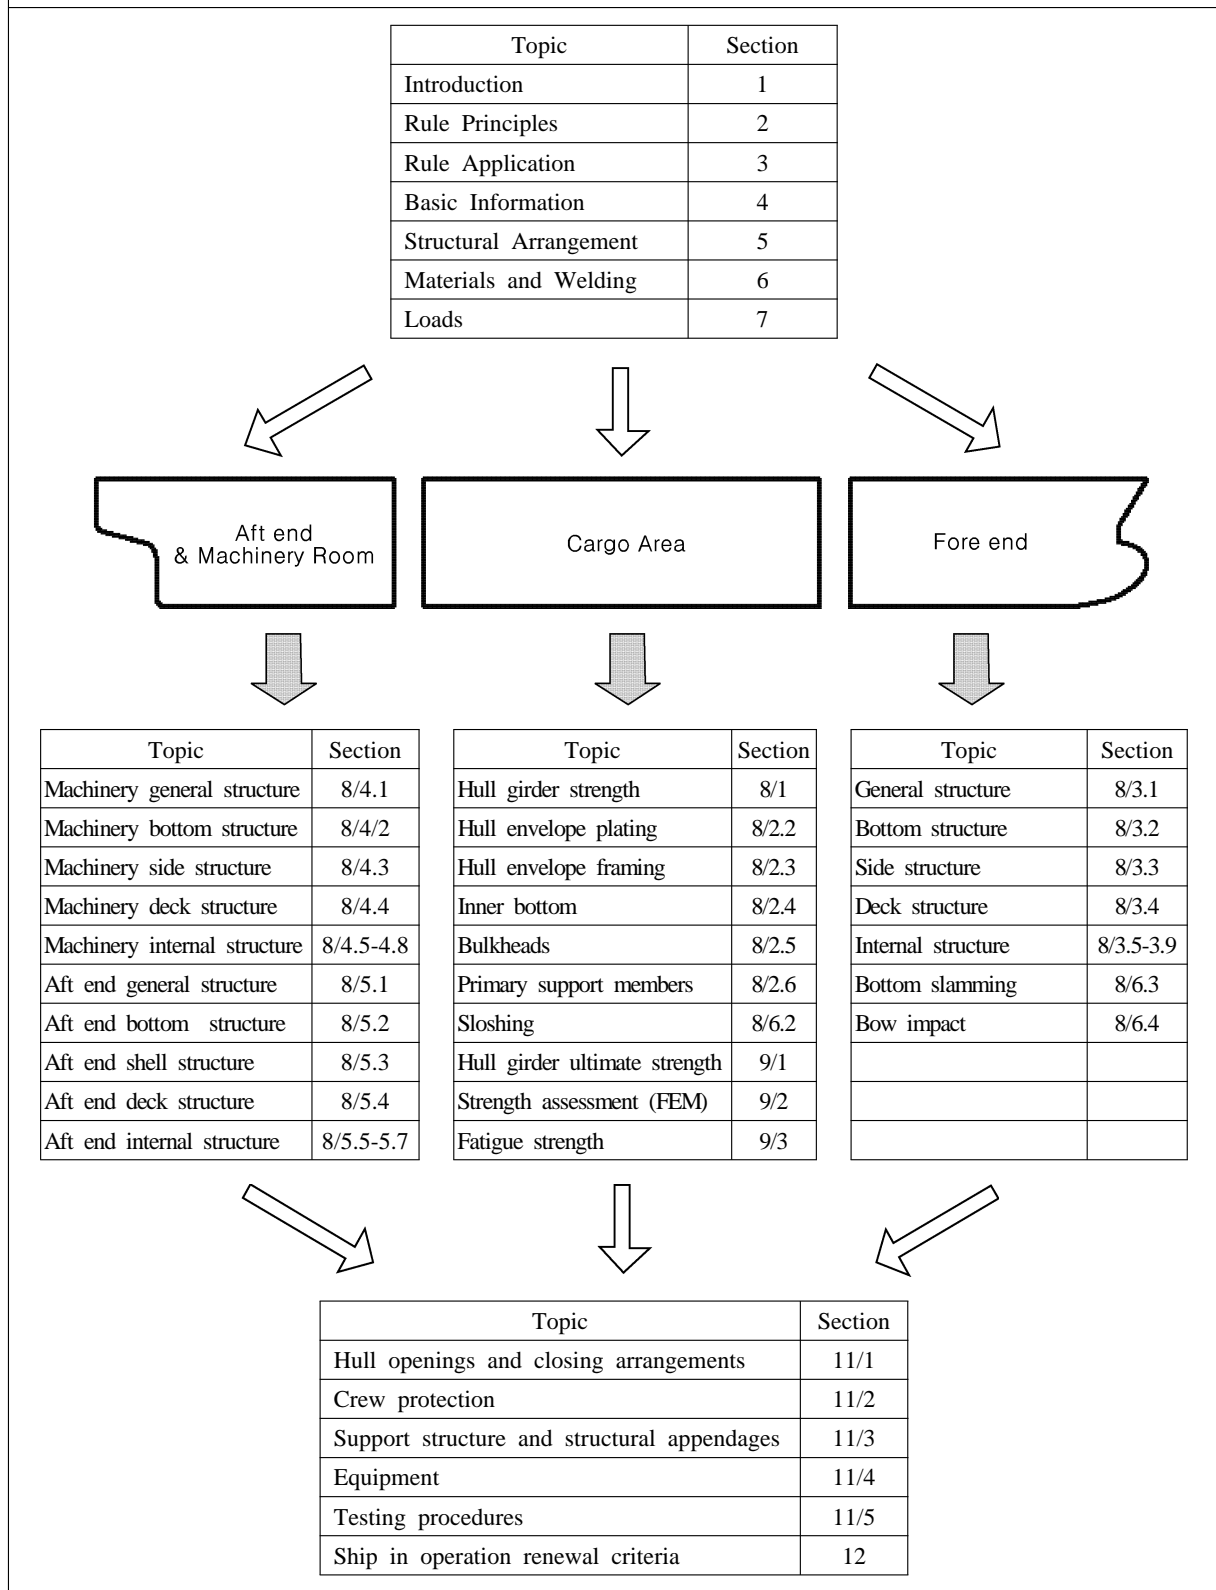 Topic Section
Introduction 1
Rule Principles 2
Rule Application 3
Basic Information 4
Structural Arrangement 5
Materials and Welding 6
Loads 7
Aft end
& Machinery Room
Cargo Area
Fore end
Topic Section
Machinery general structure 8/4.1
Machinery bottom structure 8/4/2
Machinery side structure 8/4.3
Machinery deck structure 8/4.4
Machinery internal structure 8/4.5-4.8
Aft end general structure 8/5.1
Aft end bottom structure 8/5.2
Aft end shell structure 8/5.3
Aft end deck structure 8/5.4
Aft end internal structure 8/5.5-5.7
Topic Section
Hull girder strength 8/1
Hull envelope plating 8/2.2
Hull envelope framing 8/2.3
Inner bottom 8/2.4
Bulkheads 8/2.5
Primary support members 8/2.6
Sloshing 8/6.2
Hull girder ultimate strength 9/1
Strength assessment (FEM) 9/2
Fatigue strength 9/3
Topic Section
General structure 8/3.1
Bottom structure 8/3.2
Side structure 8/3.3
Deck structure 8/3.4
Internal structure 8/3.5-3.9
Bottom slamming 8/6.3
Bow impact 8/6.4
Topic Section
Hull openings and closing arrangements 11/1
Crew protection 11/2
Support structure and structural appendages 11/3
Equipment 11/4
Testing procedures 11/5
Ship in operation renewal criteria 12